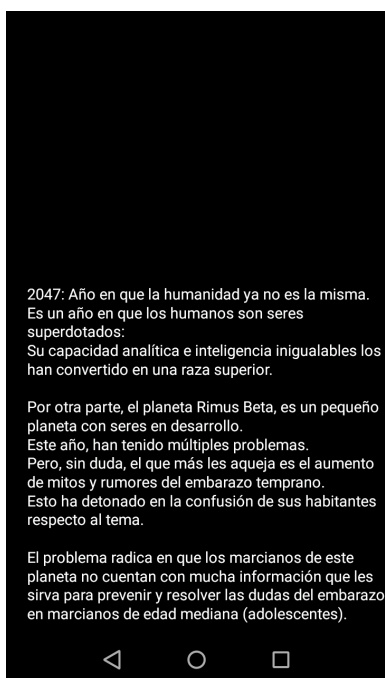 2047: Año en que la humanidad ya no es la misma.
Es un año en que los humanos son seres
superdotados:
Su capacidad analítica e inteligencia inigualables los
han convertido en una raza superior.
Por otra parte, el planeta Rimus Beta, es un pequeño
planeta con seres en desarrollo.
Este año, han tenido múltiples problemas.
Pero, sin duda, el que más les aqueja es el aumento
de mitos y rumores del embarazo temprano.
Esto ha detonado en la confusión de sus habitantes
respecto al tema.
El problema radica en que los marcianos de este
planeta no cuentan con mucha información que les
sirva para prevenir y resolver las dudas del embarazo
en marcianos de edad mediana (adolescentes).